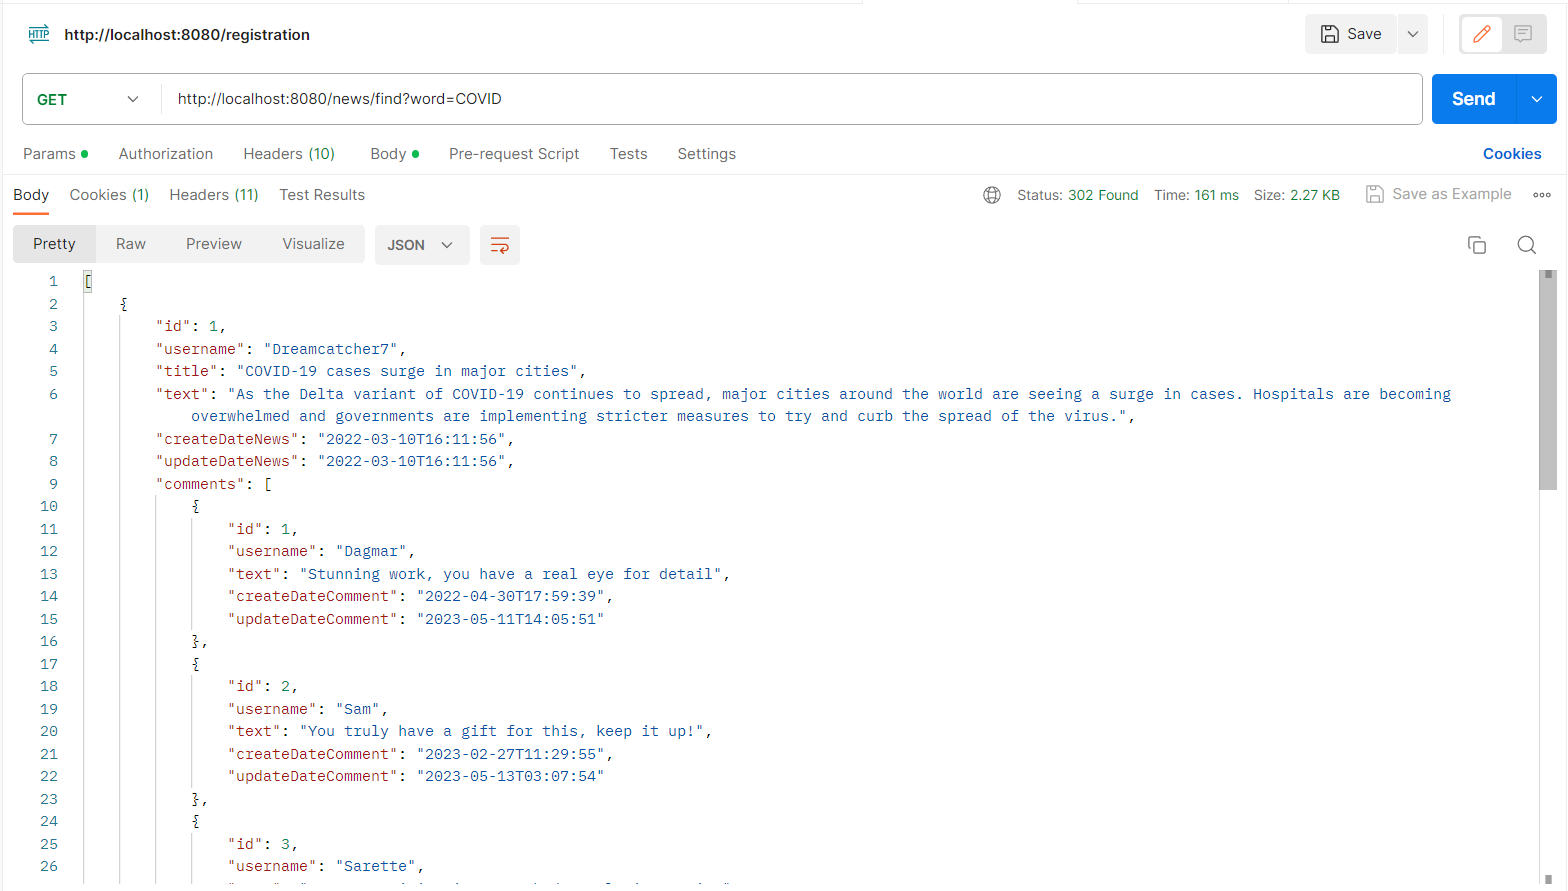 HTTP http://localhost:8080/registration Save
GET http://localhost:8080/news/find?word=COVID Send
Params Authorization Headers (10) Body Pre-request Script Tests Settings Cookies
Body Cookies (1) Headers (11) Test Results Status: 302 Found Time: 161 ms Size: 2.27 KB Save as Example
Pretty Raw Preview Visualize JSON
1 [
2 {
3 "id": 1,
4 "username": "Dreamcatcher7",
5 "title": "COVID-19 cases surge in major cities",
6 "text": "As the Delta variant of COVID-19 continues to spread, major cities around the world are seeing a surge in cases. Hospitals are becoming
overwhelmed and governments are implementing stricter measures to try and curb the spread of the virus.",
7 "createDateNews": "2022-03-10T16:11:56",
8 "updateDateNews": "2022-03-10T16:11:56",
9 "comments": [
10 {
11 "id": 1,
12 "username": "Dagmar",
13 "text": "Stunning work, you have a real eye for detail",
14 "createDateComment": "2022-04-30T17:59:39",
15 "updateDateComment": "2023-05-11T14:05:51"
16 },
17 {
18 "id": 2,
19 "username": "Sam",
20 "text": "You truly have a gift for this, keep it up!",
21 "createDateComment": "2023-02-27T11:29:55",
22 "updateDateComment": "2023-05-13T03:07:54"
23 },
24 {
25 "id": 3,
26 "username": "Sarette",